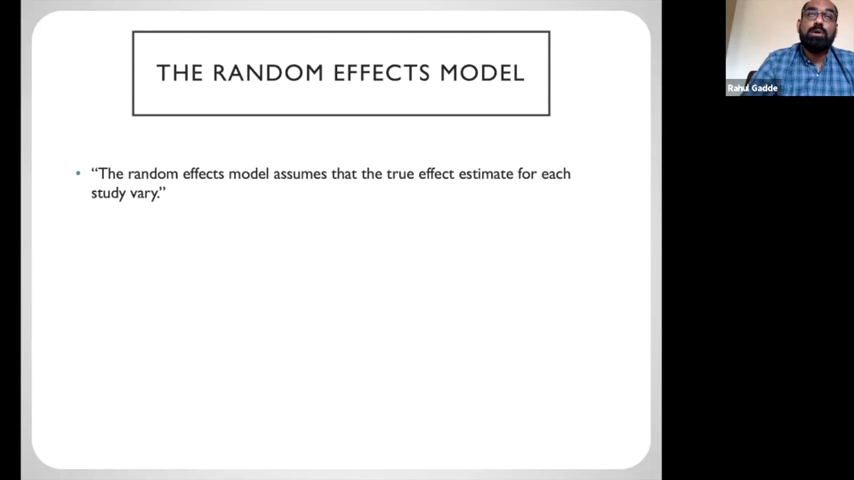 THE RANDOM EFFECTS MODEL
• “The random effects model assumes that the true effect estimate for each
study vary.”
Rahul Gadde